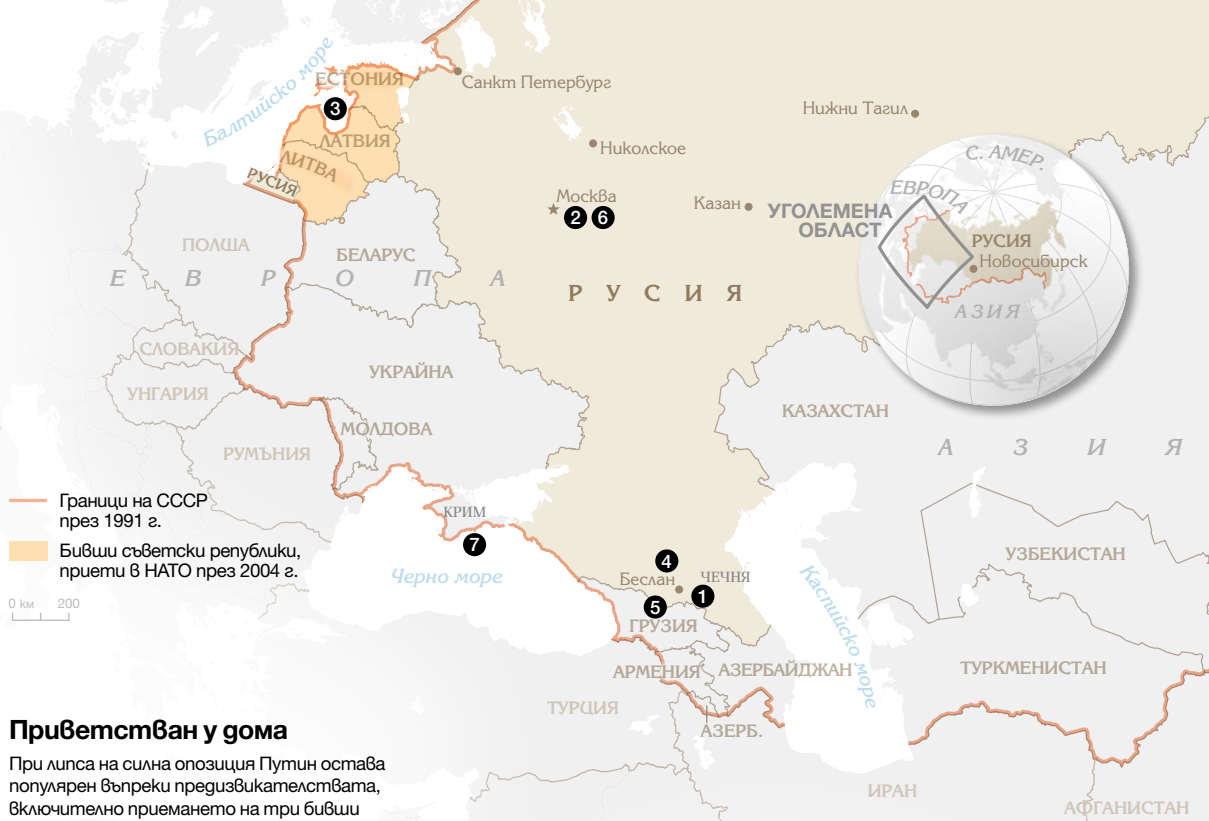 Балтийско море
ЕСТОНИЯ
3
ЛАТВИЯ
ЛИТВА
РУСИЯ
Санкт Петербург
Николское
Москва
2 6
Нижни Тагил
Казан
УГОЛЕМЕНА
ОБЛАСТ
С. АМЕР.
ЕВРОПА
РУСИЯ
Новосибирск
АЗИЯ
ПОЛША
БЕЛАРУС
ЕВРОПА
РУСИЯ
СЛОВАКИЯ
УНГАРИЯ
УКРАЙНА
МОЛДОВА
РУМЪНИЯ
КАЗАХСТАН
АЗИЯ
Граници на СССР
през 1991 г.
Бивши съветски републики,
приети в НАТО през 2004 г.
0 км 200
КРИМ
7
Черно море
4
Беслан
ЧЕЧНЯ
1
5
ГРУЗИЯ
Каспийско море
УЗБЕКИСТАН
АРМЕНИЯ
АЗЕРБАЙДЖАН
ТУРКМЕНИСТАН
ТУРЦИЯ
АЗЕРБ.
ИРАН
АФГАНИСТАН
Приветстван у дома
При липса на силна опозиция Путин остава
популярен въпреки предизвикателствата,
включително приемането на три бивши